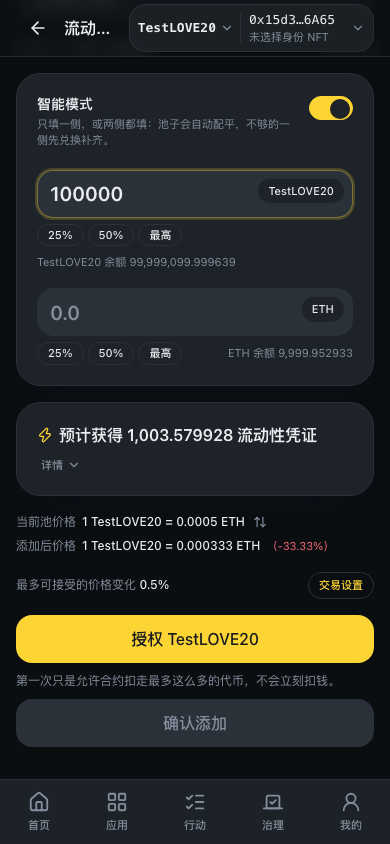 流动...
TestLOVE20
0x15d3…6A65
未选择身份 NFT
智能模式
只填一侧，或两侧都填：池子会自动配平，不够的一
侧先兑换补齐。
100000
TestLOVE20
25%
50%
最高
TestLOVE20 余额 99,999,099.999639
0.0
ETH
25%
50%
最高
ETH 余额 9,999.952933
预计获得 1,003.579928 流动性凭证
详情
当前池价格 1 TestLOVE20 = 0.0005 ETH
添加后价格 1 TestLOVE20 = 0.000333 ETH (-33.33%)
最多可接受的价格变化 0.5%
交易设置
授权 TestLOVE20
第一次只是允许合约扣走最多这么多的代币，不会立刻扣钱。
确认添加
首页
应用
行动
治理
我的